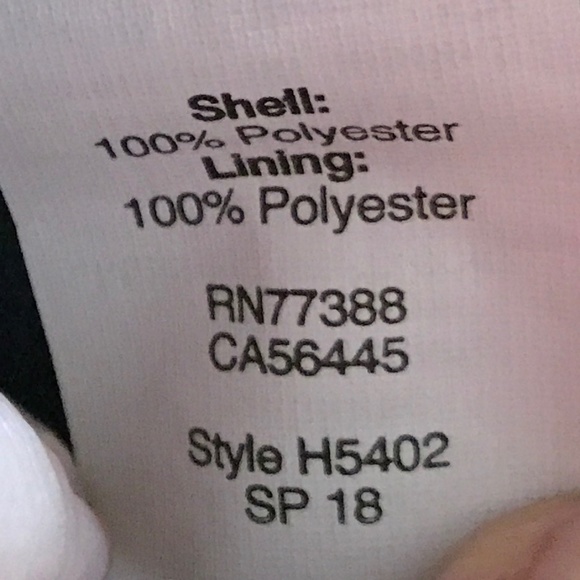 Shell:
100% Polyester
Lining:
100% Polyester
RN77388
CA56445
Style H5402
SP 18